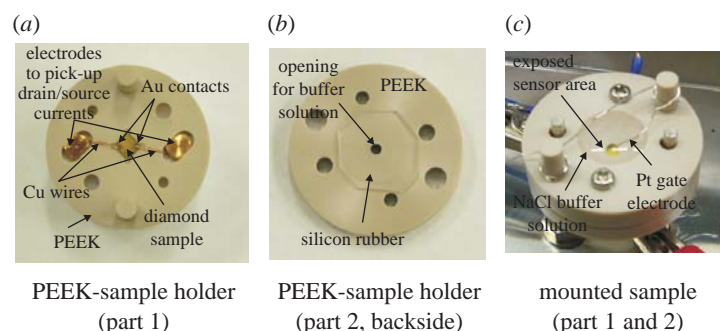 (a)
electrodes
to pick-up
drain/source
currents
Au contacts
Cu wires
PEEK
diamond
sample
PEEK-sample holder
(part 1)
(b)
opening
for buffer
solution
PEEK
silicon rubber
PEEK-sample holder
(part 2, backside)
(c)
exposed
sensor area
NaCl buffer
solution
Pt gate
electrode
mounted sample
(part 1 and 2)